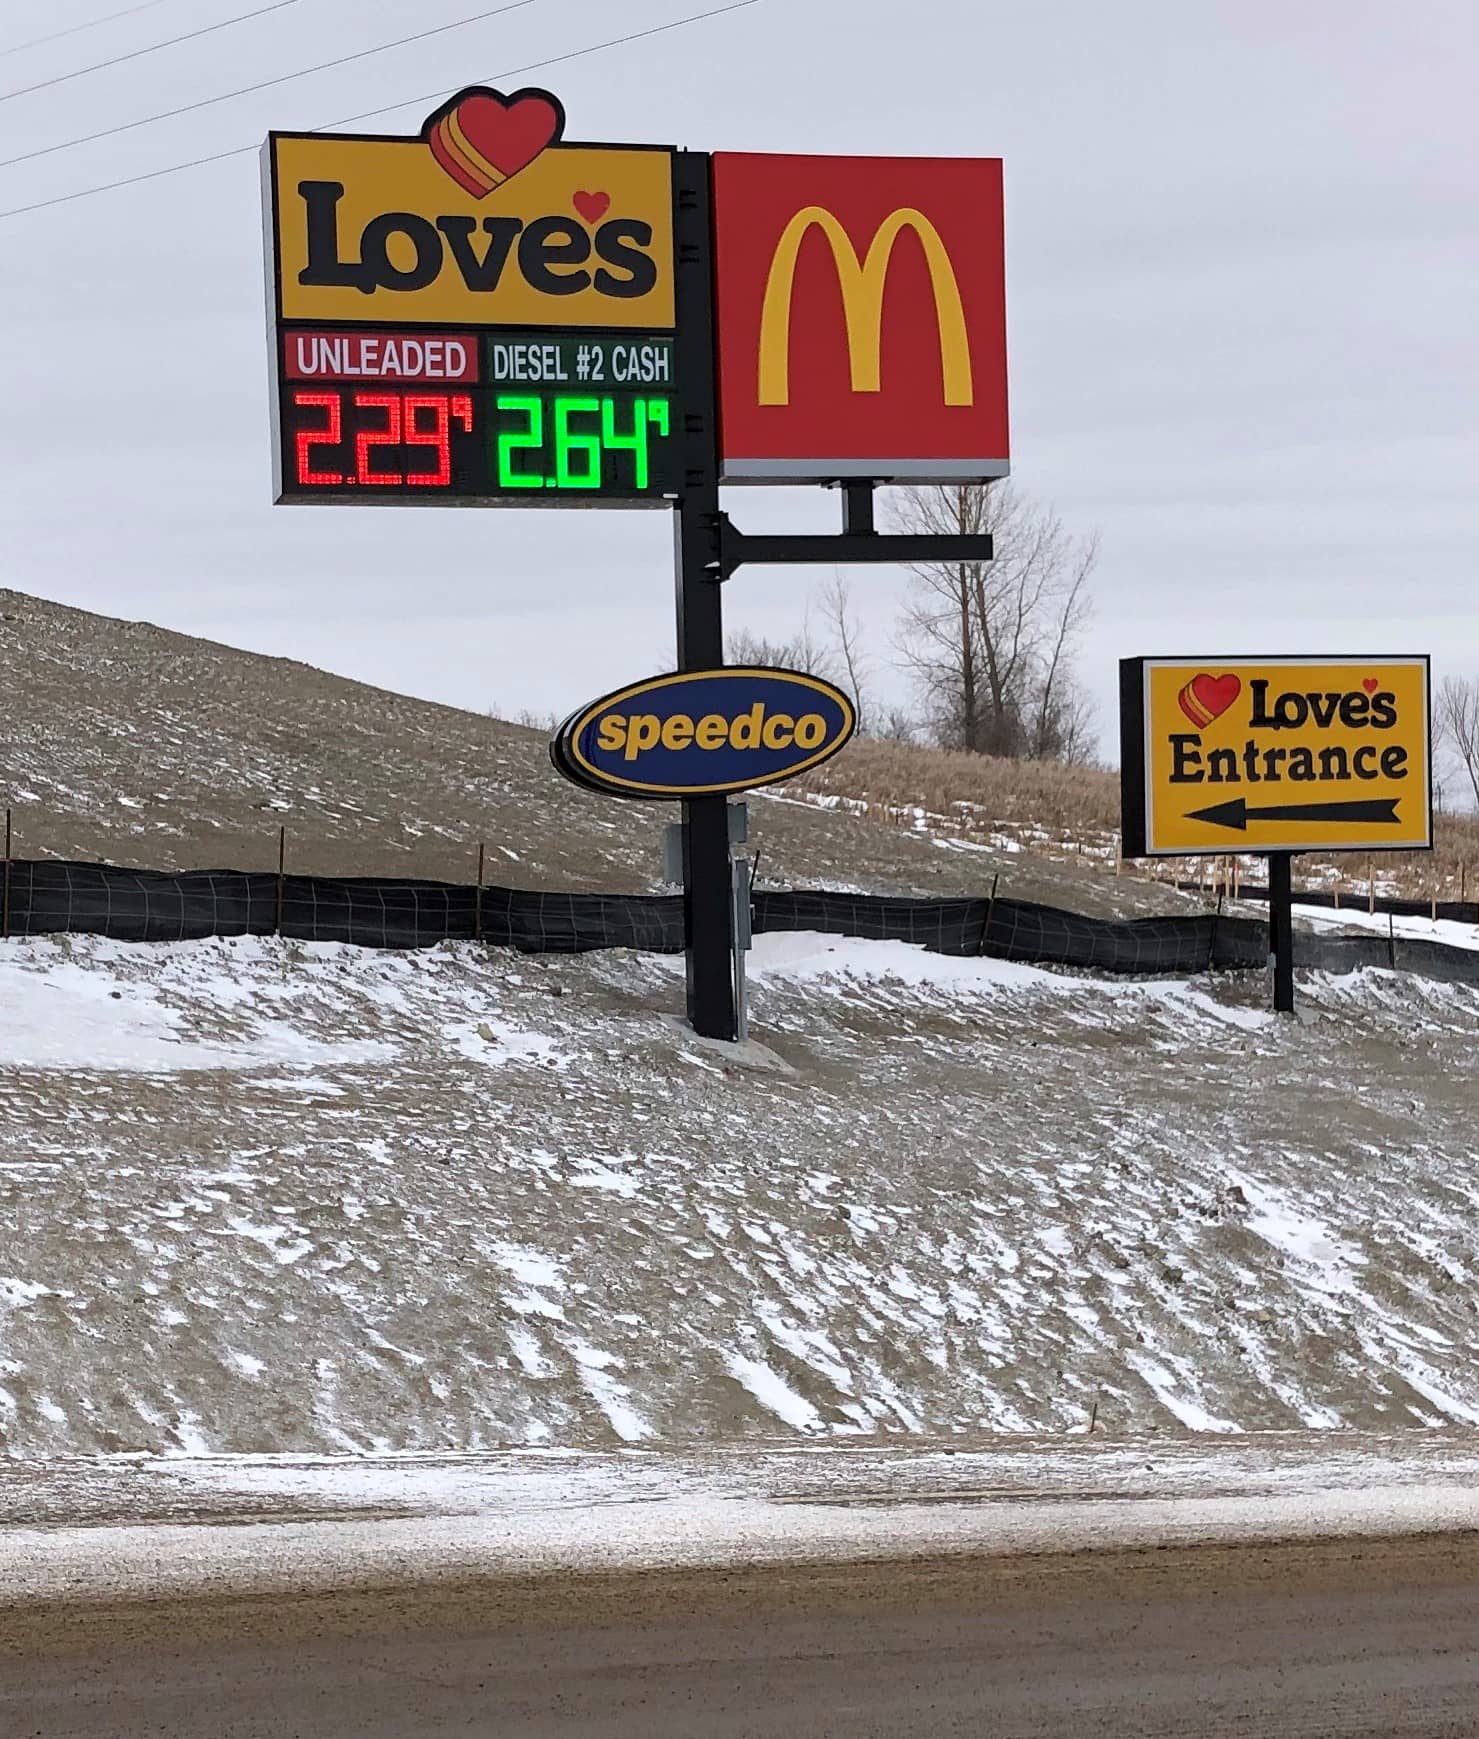 Love's
UNLEADED DIESEL #2 CASH
2.29⁹ 2.64⁹
M
speedco
Love's
Entrance